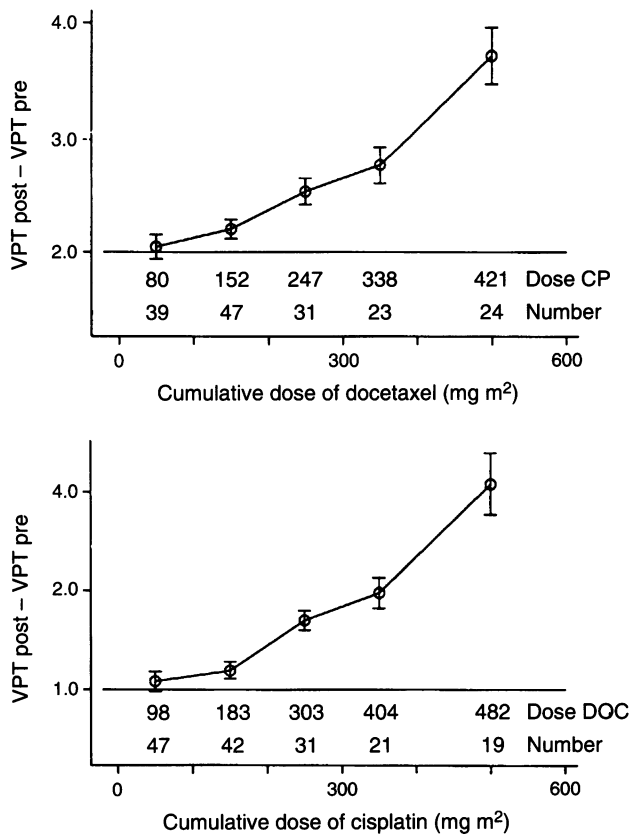 4.0
3.0
2.0
VPT post – VPT pre
80 152 247 338 421 Dose CP
39 47 31 23 24 Number
0 300 600
Cumulative dose of docetaxel (mg m²)
4.0
2.0
1.0
VPT post – VPT pre
98 183 303 404 482 Dose DOC
47 42 31 21 19 Number
0 300 600
Cumulative dose of cisplatin (mg m²)